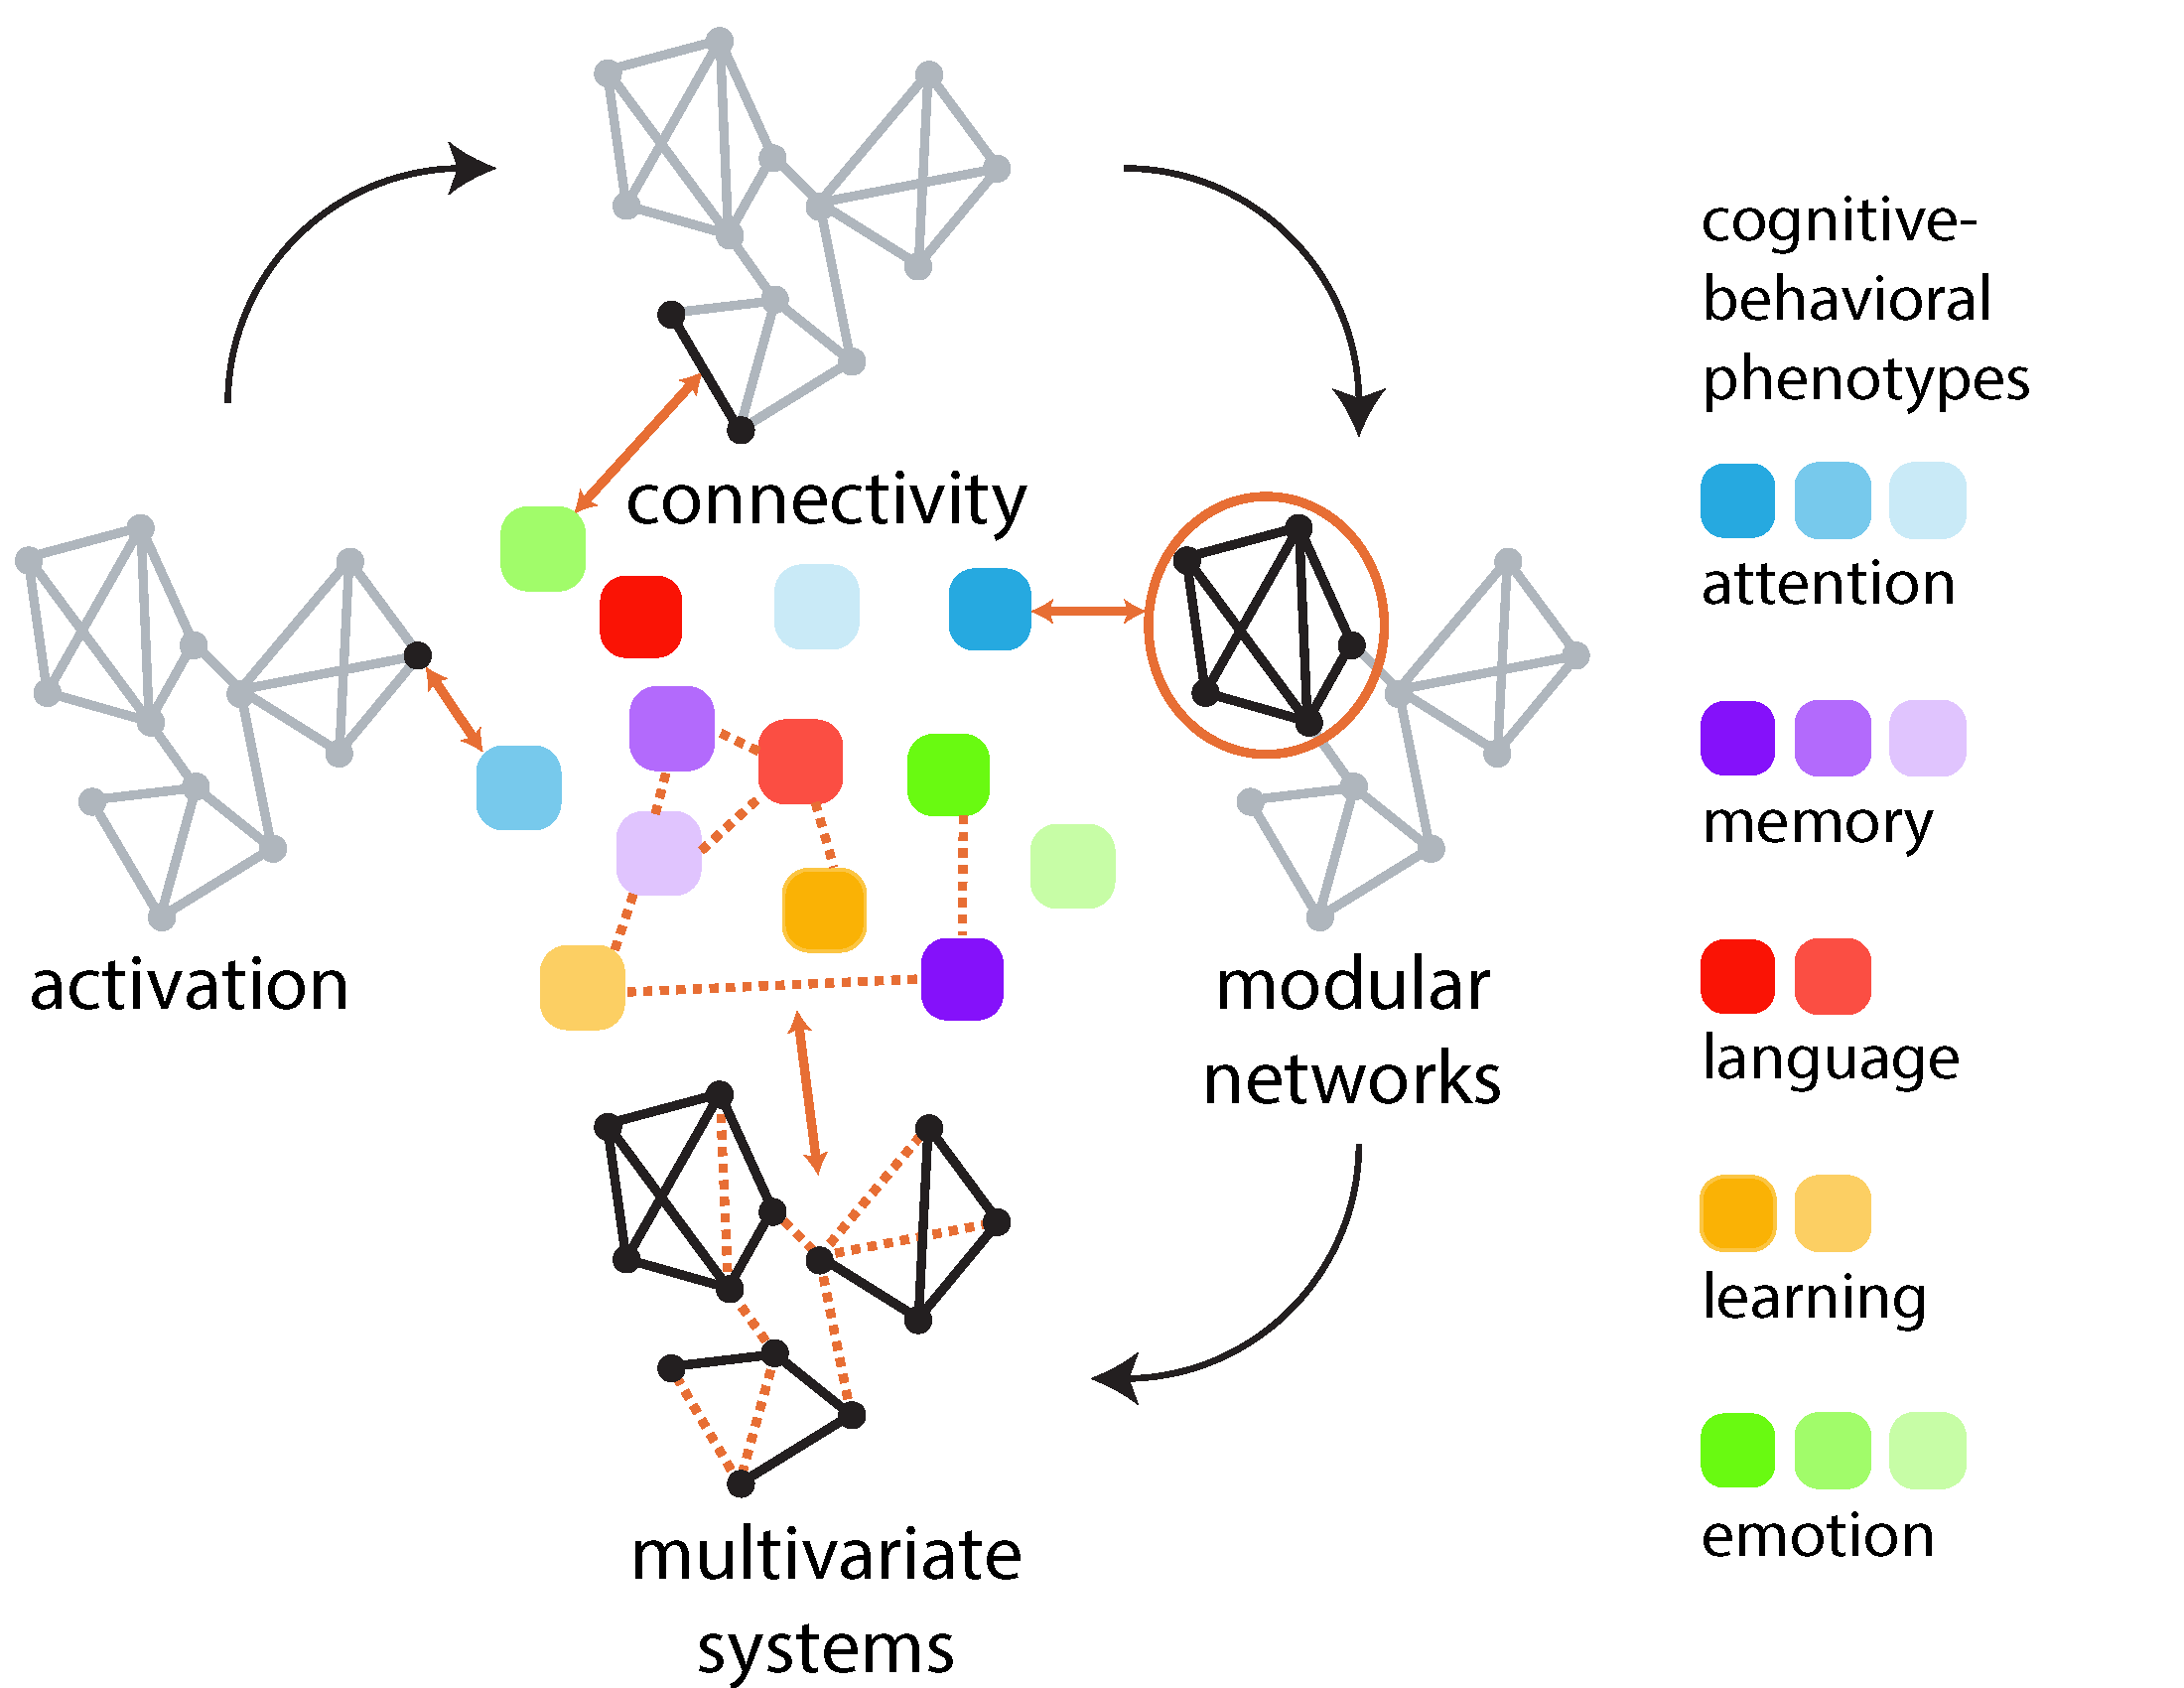 connectivity
activation
modular
networks
multivariate
systems
cognitive-
behavioral
phenotypes
attention
memory
language
learning
emotion